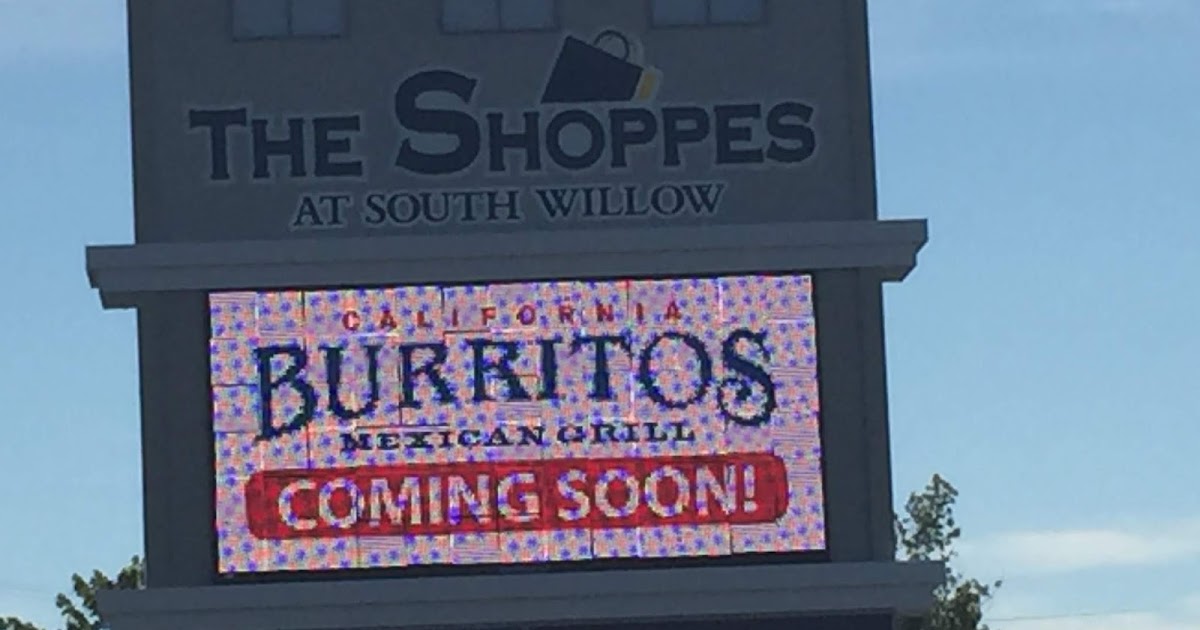 THE SHOPPES
AT SOUTH WILLOW
CALIFORNIA
BURRITOS
MEXICAN GRILL
COMING SOON!